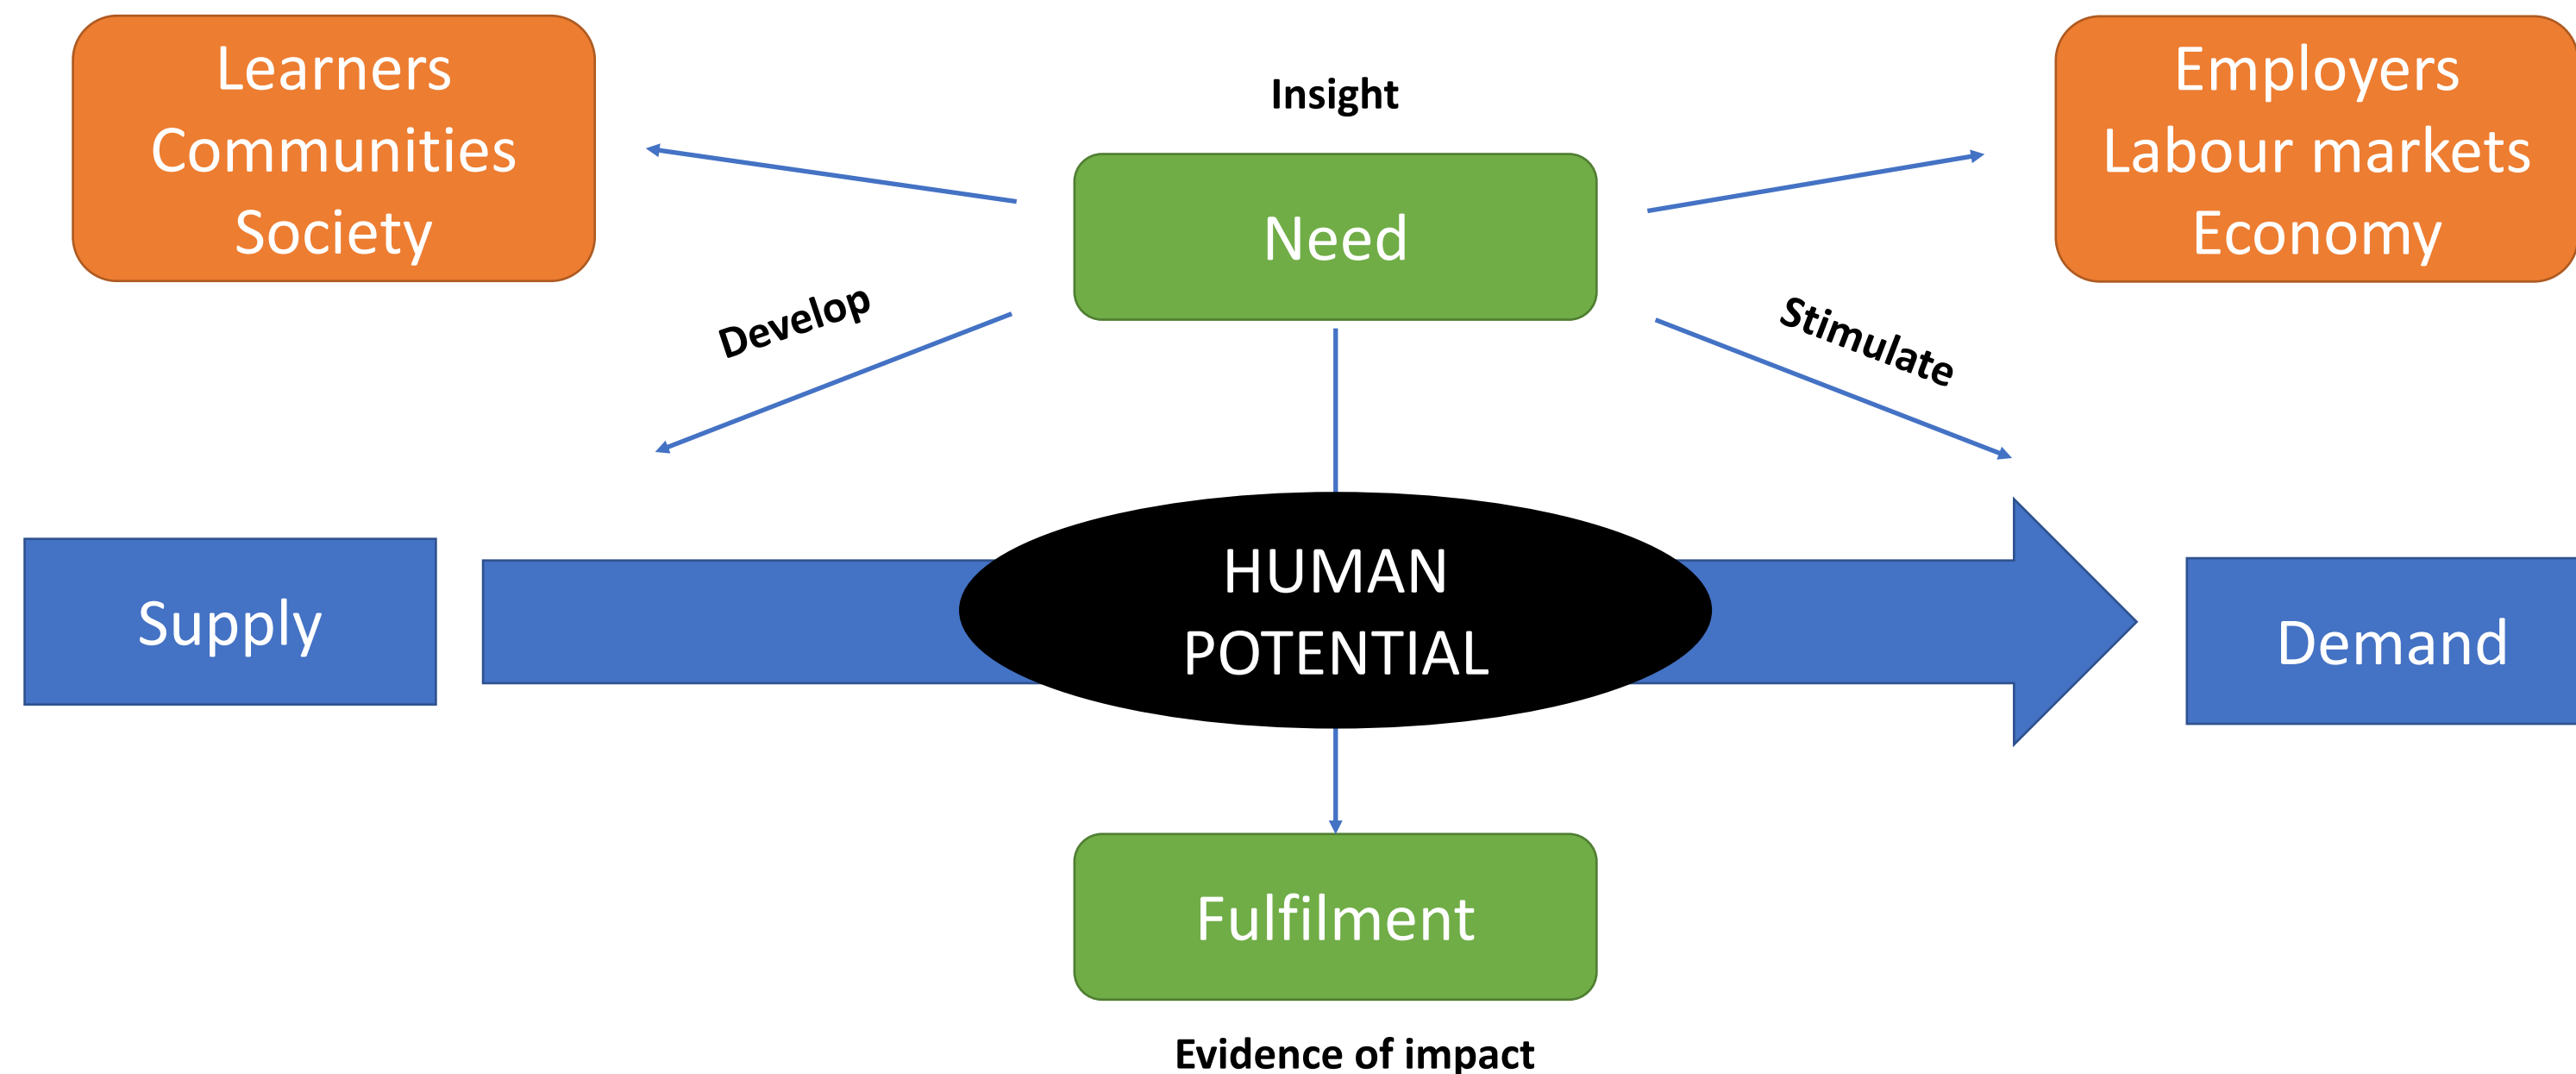 Learners
Communities
Society
Insight
Need
Employers
Labour markets
Economy
Develop
Stimulate
Supply
HUMAN
POTENTIAL
Demand
Fulfilment
Evidence of impact